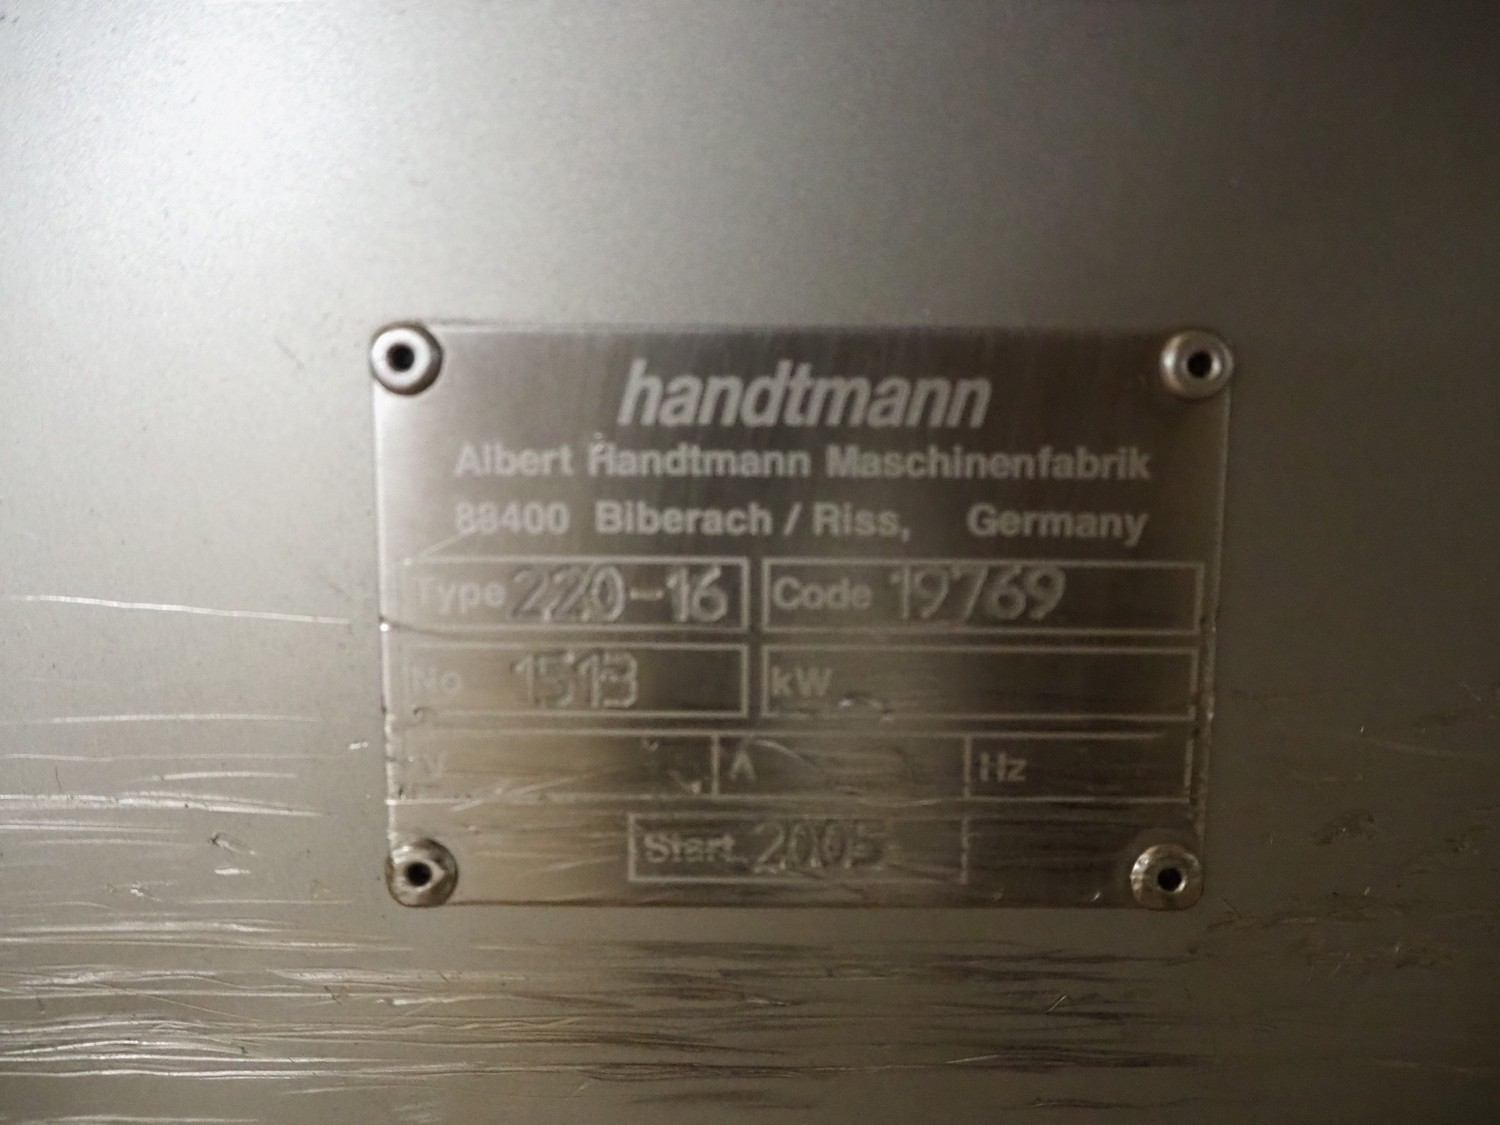 handtmann
Albert Handtmann Maschinenfabrik
88400 Biberach / Riss, Germany
Type 220-16 Code 19769
No 1513 kW
V A Hz
Start 2005